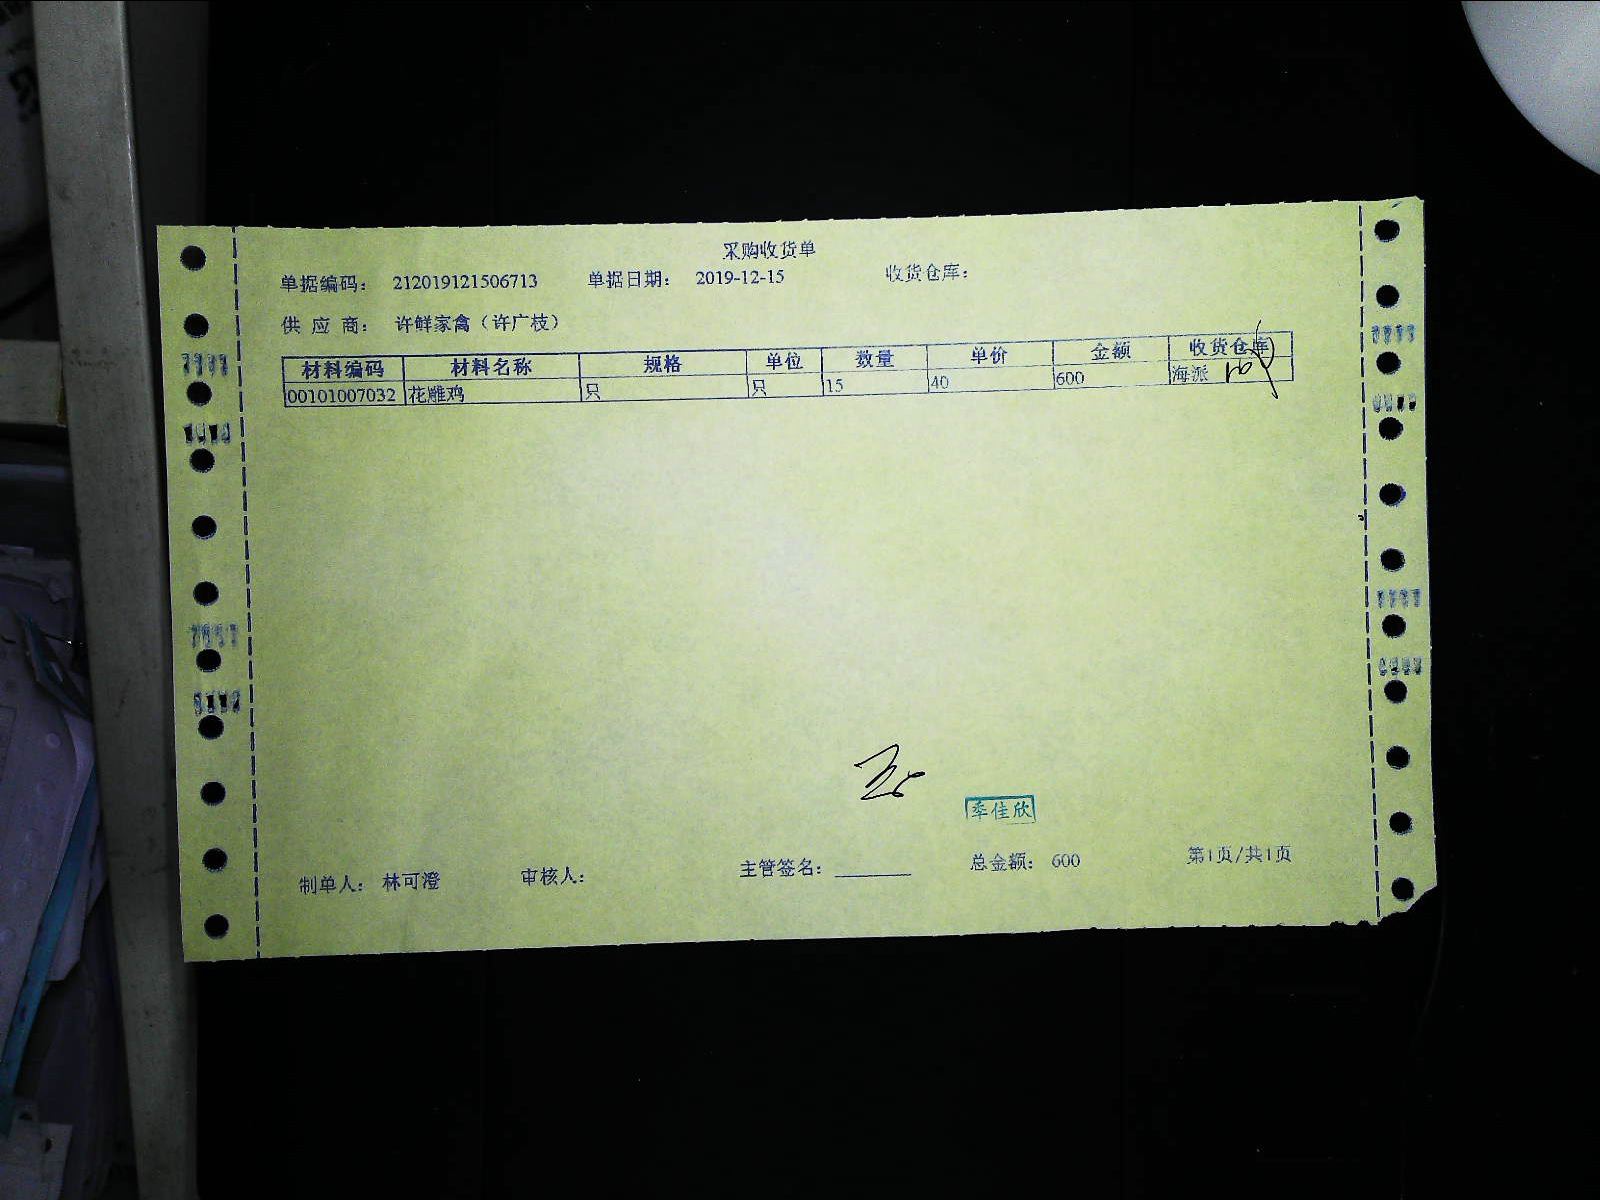 采购收货单
单据编码： 212019121506713 单据日期： 2019-12-15 收货仓库：
供 应 商： 许鲜家禽（许广枝）
材料编码 材料名称 规格 单位 数量 单价 金额 收货仓库
00101007032 花雕鸡 只 只 15 40 600 海派
季佳欣
制单人： 林可澄 审核人： 主管签名： 总金额： 600 第1页/共1页